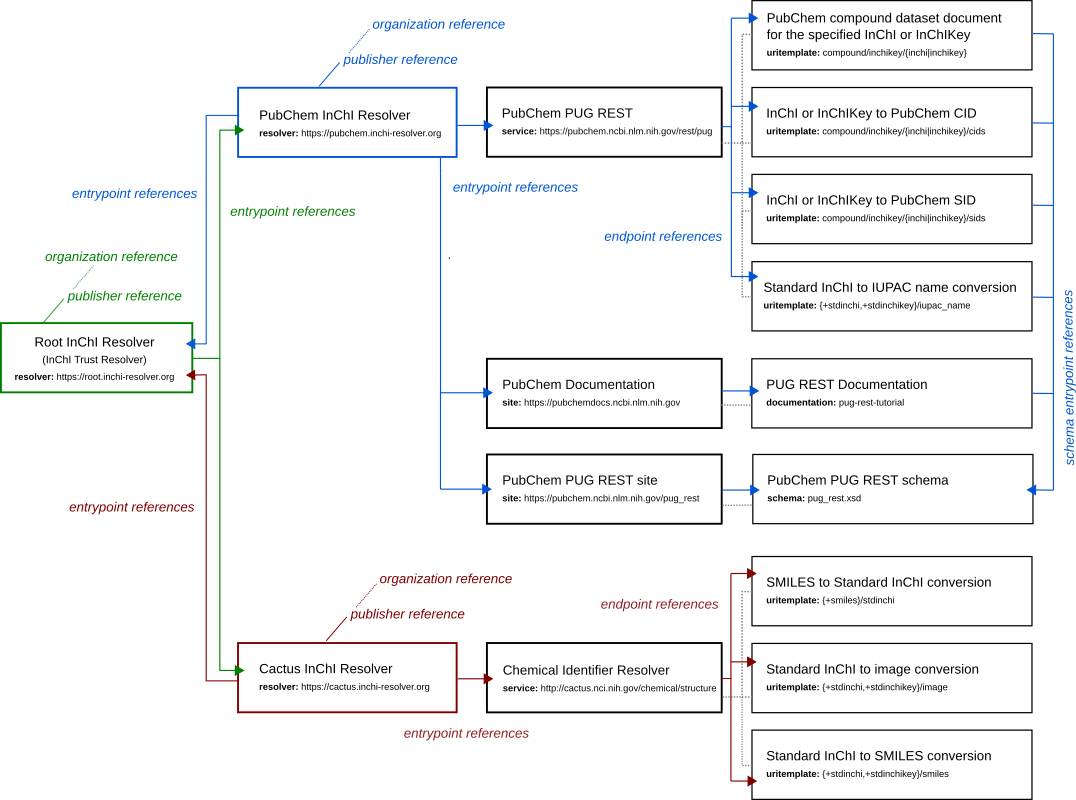 organization reference
publisher reference
PubChem InChI Resolver
resolver: https://pubchem.inchi-resolver.org
PubChem PUG REST
service: https://pubchem.ncbi.nlm.nih.gov/rest/pug
PubChem compound dataset document
for the specified InChI or InChIKey
uritemplate: compound/inchikey/{inchi|inchikey}
InChI or InChIKey to PubChem CID
uritemplate: compound/inchikey/{inchi|inchikey}/cids
InChI or InChIKey to PubChem SID
uritemplate: compound/inchikey/{inchi|inchikey}/sids
Standard InChI to IUPAC name conversion
uritemplate: {+stdinchi,+stdinchikey}/iupac_name
entrypoint references
entrypoint references
entrypoint references
endpoint references
organization reference
publisher reference
Root InChI Resolver
(InChI Trust Resolver)
resolver: https://root.inchi-resolver.org
PubChem Documentation
site: https://pubchemdocs.ncbi.nlm.nih.gov
PUG REST Documentation
documentation: pug-rest-tutorial
PubChem PUG REST site
site: https://pubchem.ncbi.nlm.nih.gov/pug_rest
PubChem PUG REST schema
schema: pug_rest.xsd
schema entrypoint references
entrypoint references
organization reference
publisher reference
Cactus InChI Resolver
resolver: https://cactus.inchi-resolver.org
entrypoint references
Chemical Identifier Resolver
service: http://cactus.nci.nih.gov/chemical/structure
endpoint references
SMILES to Standard InChI conversion
uritemplate: {+smiles}/stdinchi
Standard InChI to image conversion
uritemplate: {+stdinchi,+stdinchikey}/image
Standard InChI to SMILES conversion
uritemplate: {+stdinchi,+stdinchikey}/smiles